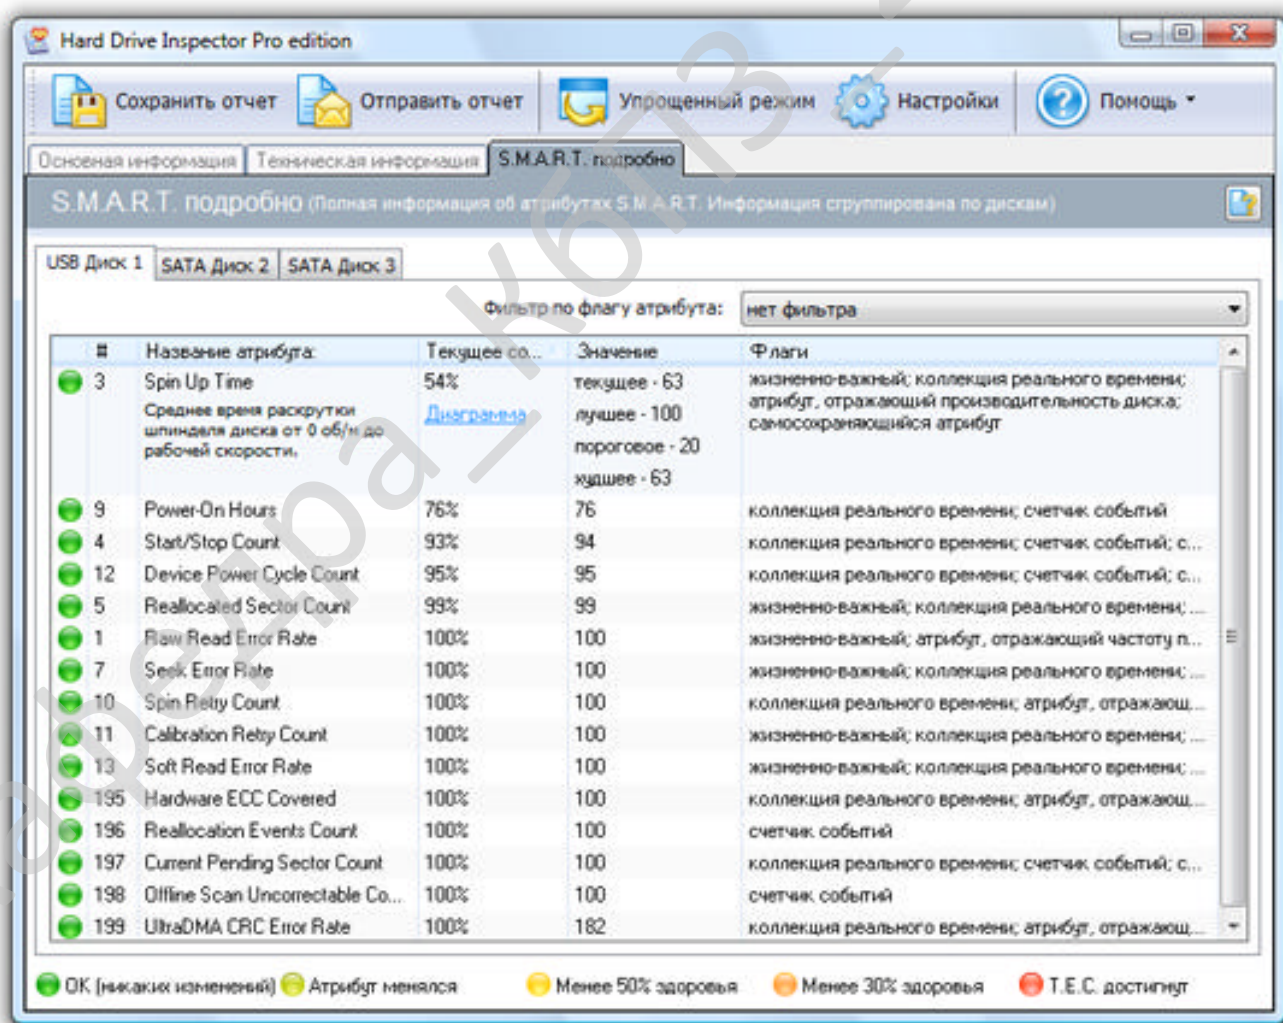 Hard Drive Inspector Pro edition
Сохранить отчет Отправить отчет Упрощенный режим Настройки Помощь
Основная информация Техническая информация S.M.A.R.T. подробно
S.M.A.R.T. подробно (Полная информация об атрибутах S.M.A.R.T. Информация сгруппирована по дискам)
USB Диск 1 SATA Диск 2 SATA Диск 3
Фильтр по флагу атрибута: нет фильтра
# Название атрибута: Текущее со... Значение Флаги
3 Spin Up Time 54% текущее - 63 жизненно-важный; коллекция реального времени;
Среднее время раскрутки Диаграмма лучшее - 100 атрибут, отражающий производительность диска;
шпинделя диска от 0 об/м до пороговое - 20 самосохраняющийся атрибут
рабочей скорости. худшее - 63
9 Power-On Hours 76% 76 коллекция реального времени; счетчик событий
4 Start/Stop Count 93% 94 коллекция реального времени; счетчик событий; с...
12 Device Power Cycle Count 95% 95 коллекция реального времени; счетчик событий; с...
5 Reallocated Sector Count 99% 99 жизненно-важный; коллекция реального времени; ...
1 Raw Read Error Rate 100% 100 жизненно-важный; атрибут, отражающий частоту п...
7 Seek Error Rate 100% 100 жизненно-важный; коллекция реального времени; ...
10 Spin Retry Count 100% 100 коллекция реального времени; атрибут, отражающ...
11 Calibration Retry Count 100% 100 жизненно-важный; коллекция реального времени; ...
13 Soft Read Error Rate 100% 100 жизненно-важный; коллекция реального времени; ...
195 Hardware ECC Covered 100% 100 коллекция реального времени; атрибут, отражающ...
196 Reallocation Events Count 100% 100 счетчик событий
197 Current Pending Sector Count 100% 100 коллекция реального времени; счетчик событий; с...
198 Offline Scan Uncorrectable Co... 100% 100 счетчик событий
199 UltraDMA CRC Error Rate 100% 182 коллекция реального времени; атрибут, отражающ...
OK (никаких изменений) Атрибут менялся Менее 50% здоровья Менее 30% здоровья T.E.C. достигнут